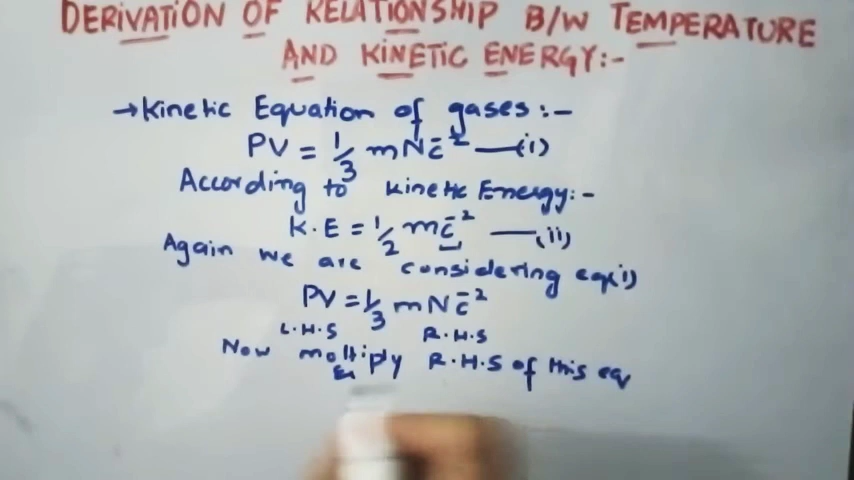 DERIVATION OF RELATIONSHIP B/W TEMPERATURE
AND KINETIC ENERGY:-
→ Kinetic Equation of gases:-
PV = 1/3 mNc̄² —(i)
According to kinetic Energy:-
K.E = 1/2 mc̄² —(ii)
Again we are considering eq(i)
PV = 1/3 mNc̄²
L.H.S R.H.S
Now moltiply R.H.S of this eq
&